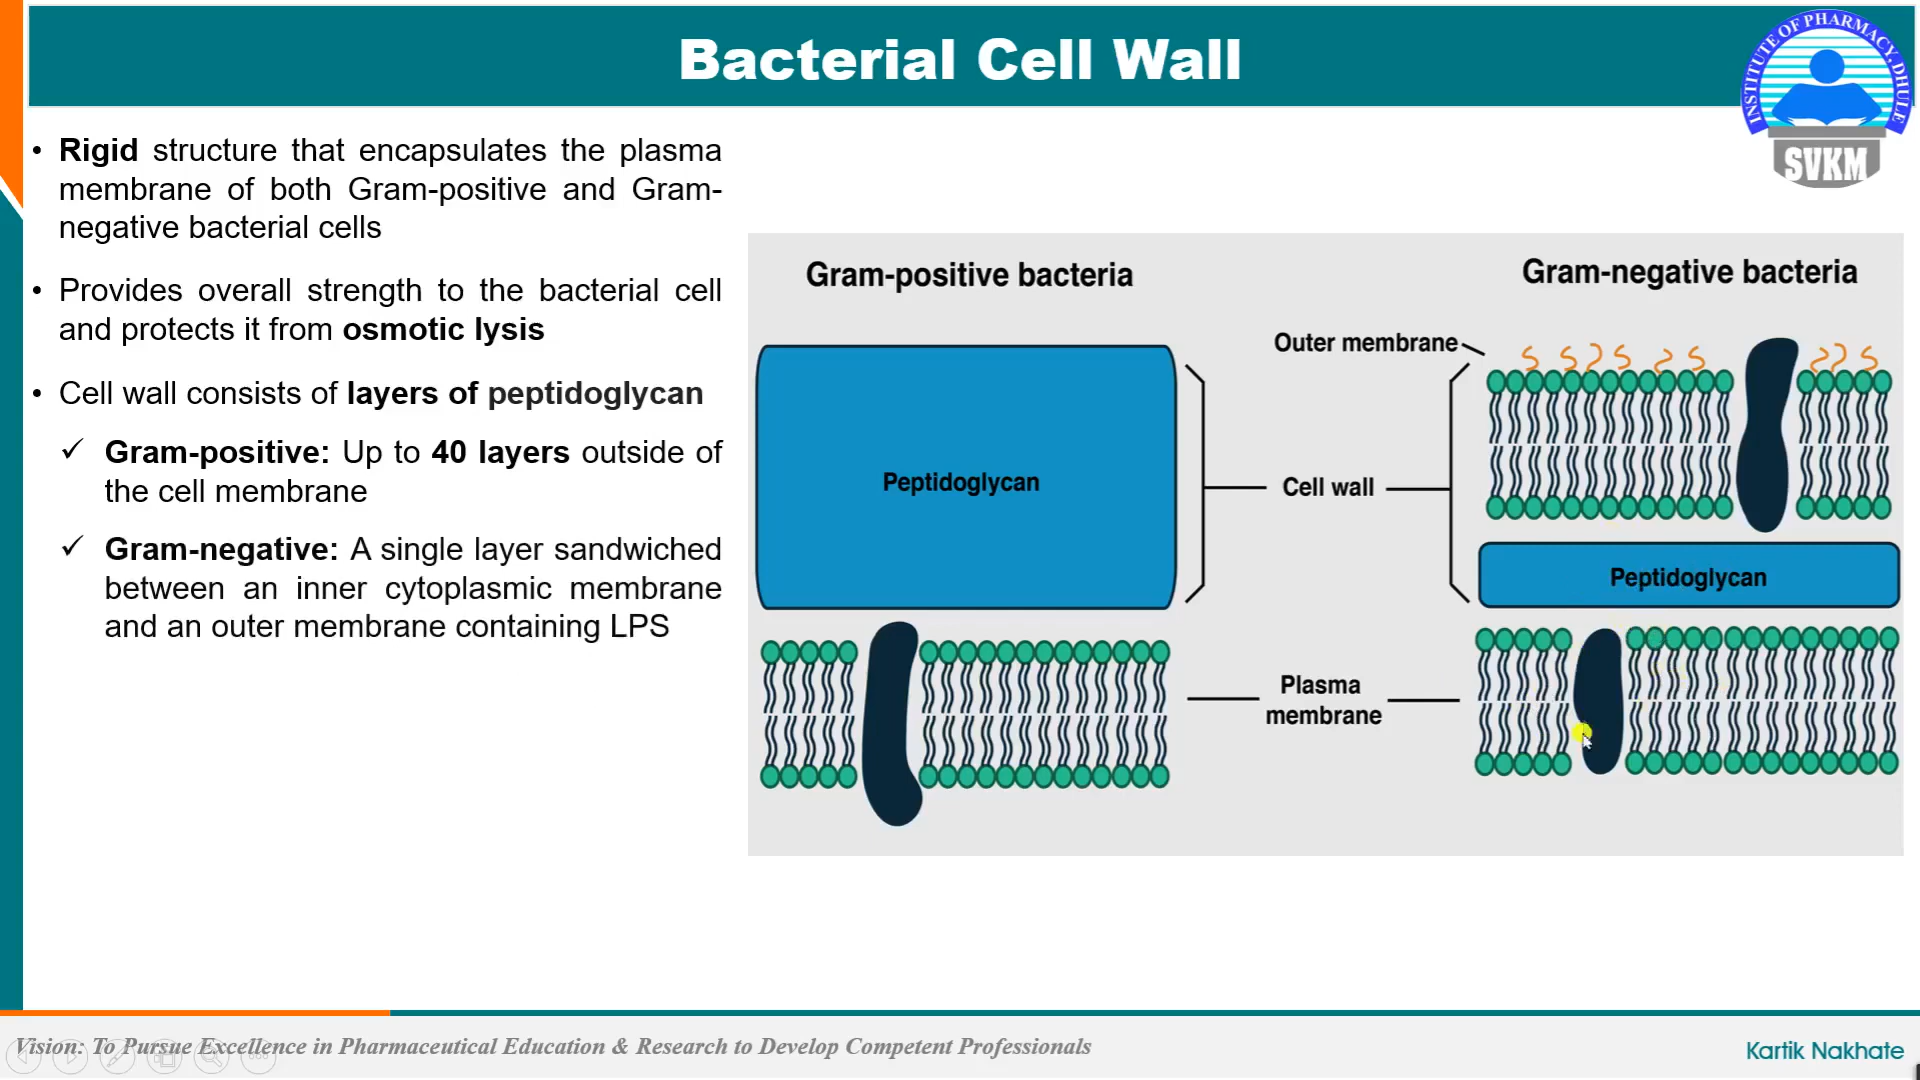 Bacterial Cell Wall
INSTITUTE OF PHARMACY, DHULE
SVKM
• Rigid structure that encapsulates the plasma
membrane of both Gram-positive and Gram-
negative bacterial cells
• Provides overall strength to the bacterial cell
and protects it from osmotic lysis
• Cell wall consists of layers of peptidoglycan
✓ Gram-positive: Up to 40 layers outside of
the cell membrane
✓ Gram-negative: A single layer sandwiched
between an inner cytoplasmic membrane
and an outer membrane containing LPS
Gram-positive bacteria
Gram-negative bacteria
Outer membrane
Peptidoglycan
Cell wall
Peptidoglycan
Plasma
membrane
Vision: To Pursue Excellence in Pharmaceutical Education & Research to Develop Competent Professionals
Kartik Nakhate